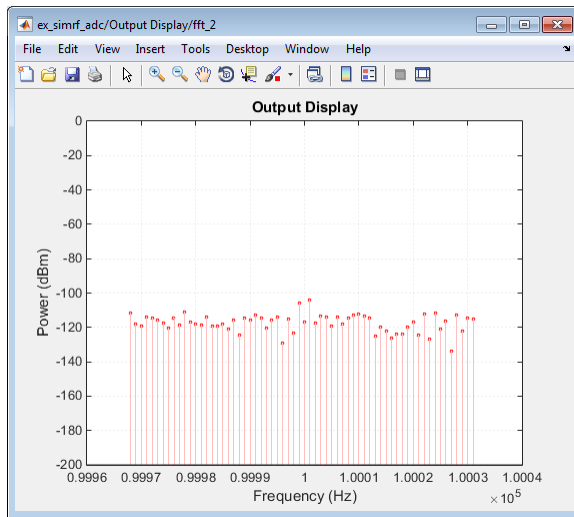 ex_simrf_adc/Output Display/fft_2
File Edit View Insert Tools Desktop Window Help
Output Display
Power (dBm)
0
-20
-40
-60
-80
-100
-120
-140
-160
-180
-200
0.9996 0.9997 0.9998 0.9999 1 1.0001 1.0002 1.0003 1.0004
Frequency (Hz)
×10^5